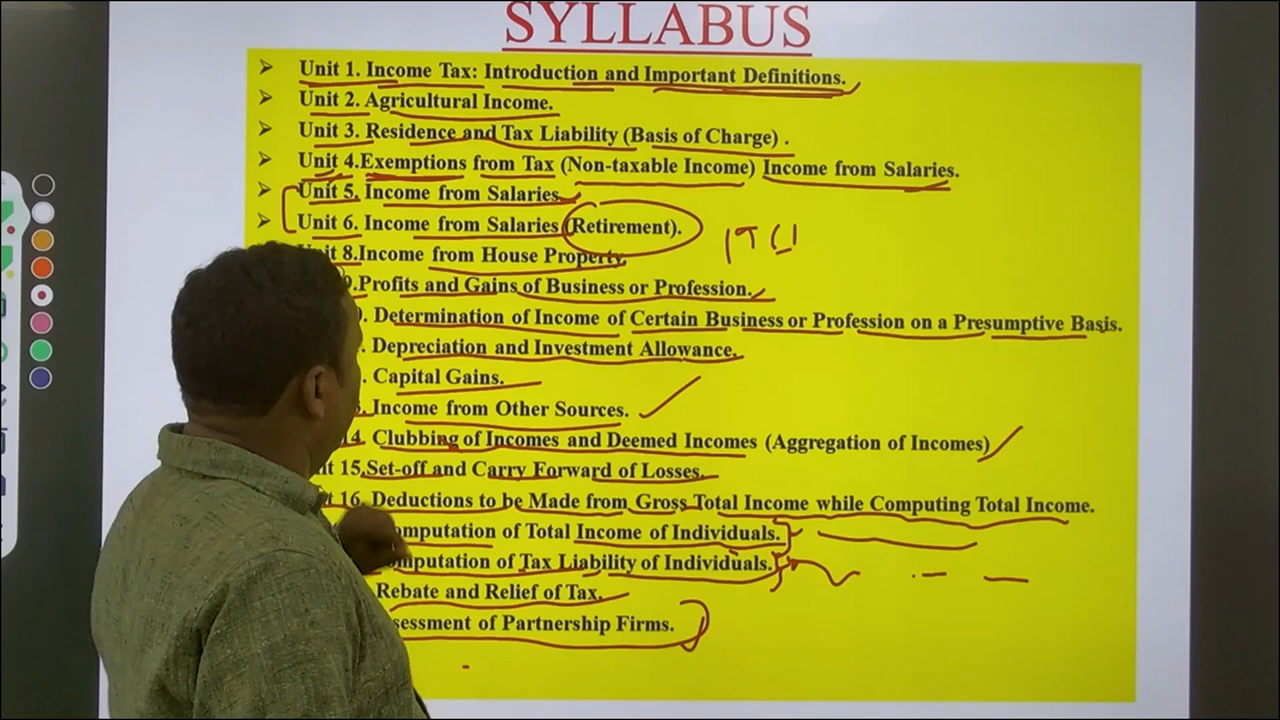 SYLLABUS
Unit 1. Income Tax: Introduction and Important Definitions.
Unit 2. Agricultural Income.
Unit 3. Residence and Tax Liability (Basis of Charge) .
Unit 4.Exemptions from Tax (Non-taxable Income) Income from Salaries.
Unit 5. Income from Salaries.
Unit 6. Income from Salaries (Retirement).
8.Income from House Property.
.Profits and Gains of Business or Profession.
. Determination of Income of Certain Business or Profession on a Presumptive Basis.
. Depreciation and Investment Allowance.
. Capital Gains.
. Income from Other Sources.
14. Clubbing of Incomes and Deemed Incomes (Aggregation of Incomes)
15.Set-off and Carry Forward of Losses.
16. Deductions to be Made from Gross Total Income while Computing Total Income.
of Total Income of Individuals.
of Tax Liability of Individuals.
Rebate and Relief of Tax.
of Partnership Firms.